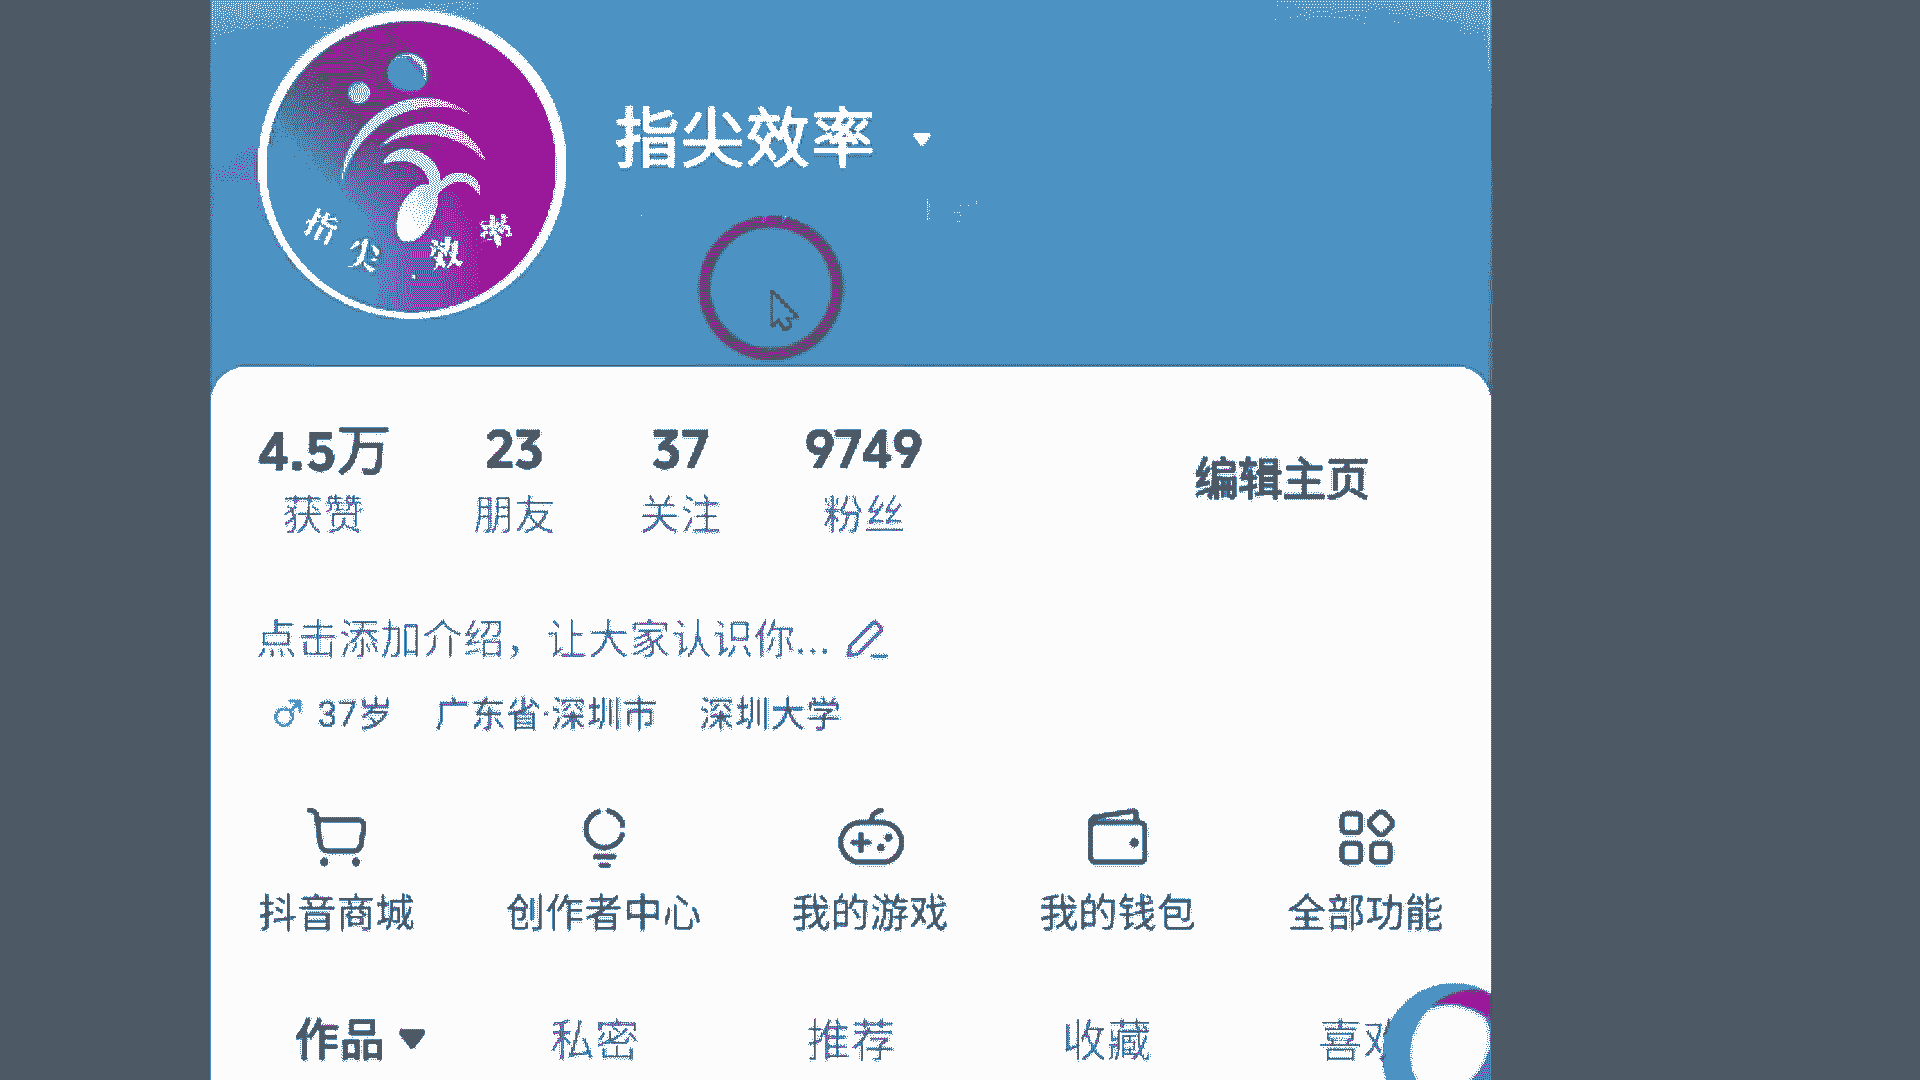 指尖效率
指尖效率
4.5万 23 37 9749
获赞 朋友 关注 粉丝
编辑主页
点击添加介绍，让大家认识你...
37岁 广东省·深圳市 深圳大学
抖音商城 创作者中心 我的游戏 我的钱包 全部功能
作品 私密 推荐 收藏 喜欢